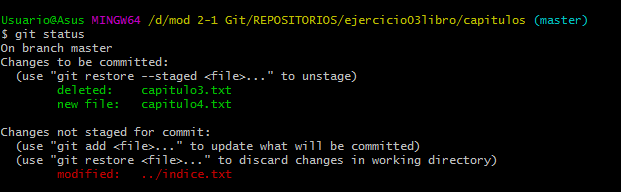 Usuario@Asus MINGW64 /d/mod 2-1 Git/REPOSITORIOS/ejercicio03libro/capitulos (master)
$ git status
On branch master
Changes to be committed:
  (use "git restore --staged <file>..." to unstage)
        deleted:    capitulo3.txt
        new file:   capitulo4.txt

Changes not staged for commit:
  (use "git add <file>..." to update what will be committed)
  (use "git restore <file>..." to discard changes in working directory)
        modified:   ../indice.txt